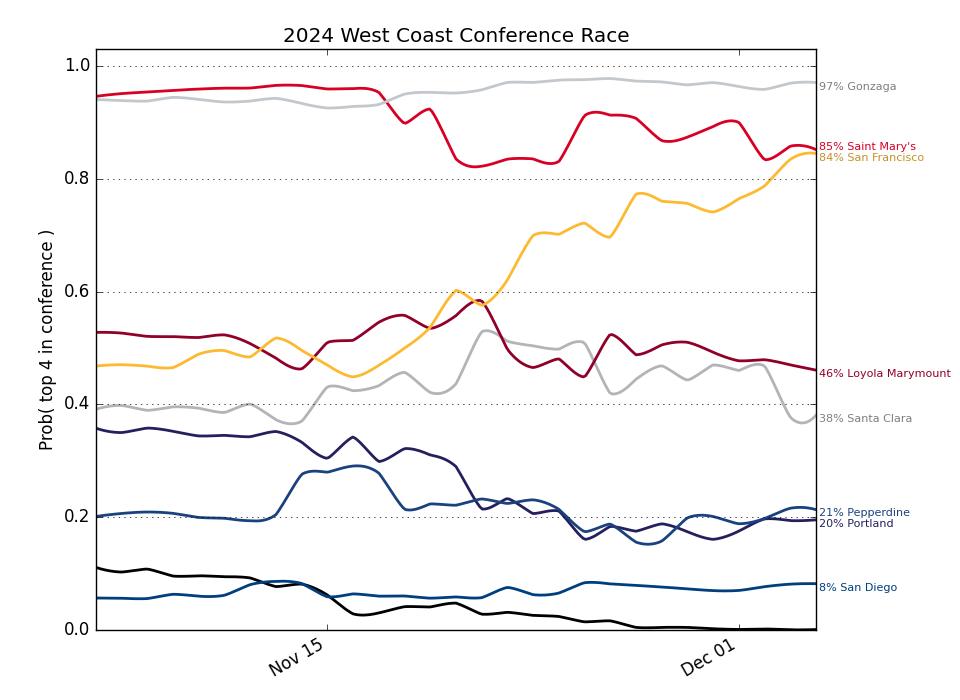 2024 West Coast Conference Race
Prob( top 4 in conference )
1.0
0.8
0.6
0.4
0.2
0.0
Nov 15
Dec 01
97% Gonzaga
85% Saint Mary's
84% San Francisco
46% Loyola Marymount
38% Santa Clara
21% Pepperdine
20% Portland
8% San Diego